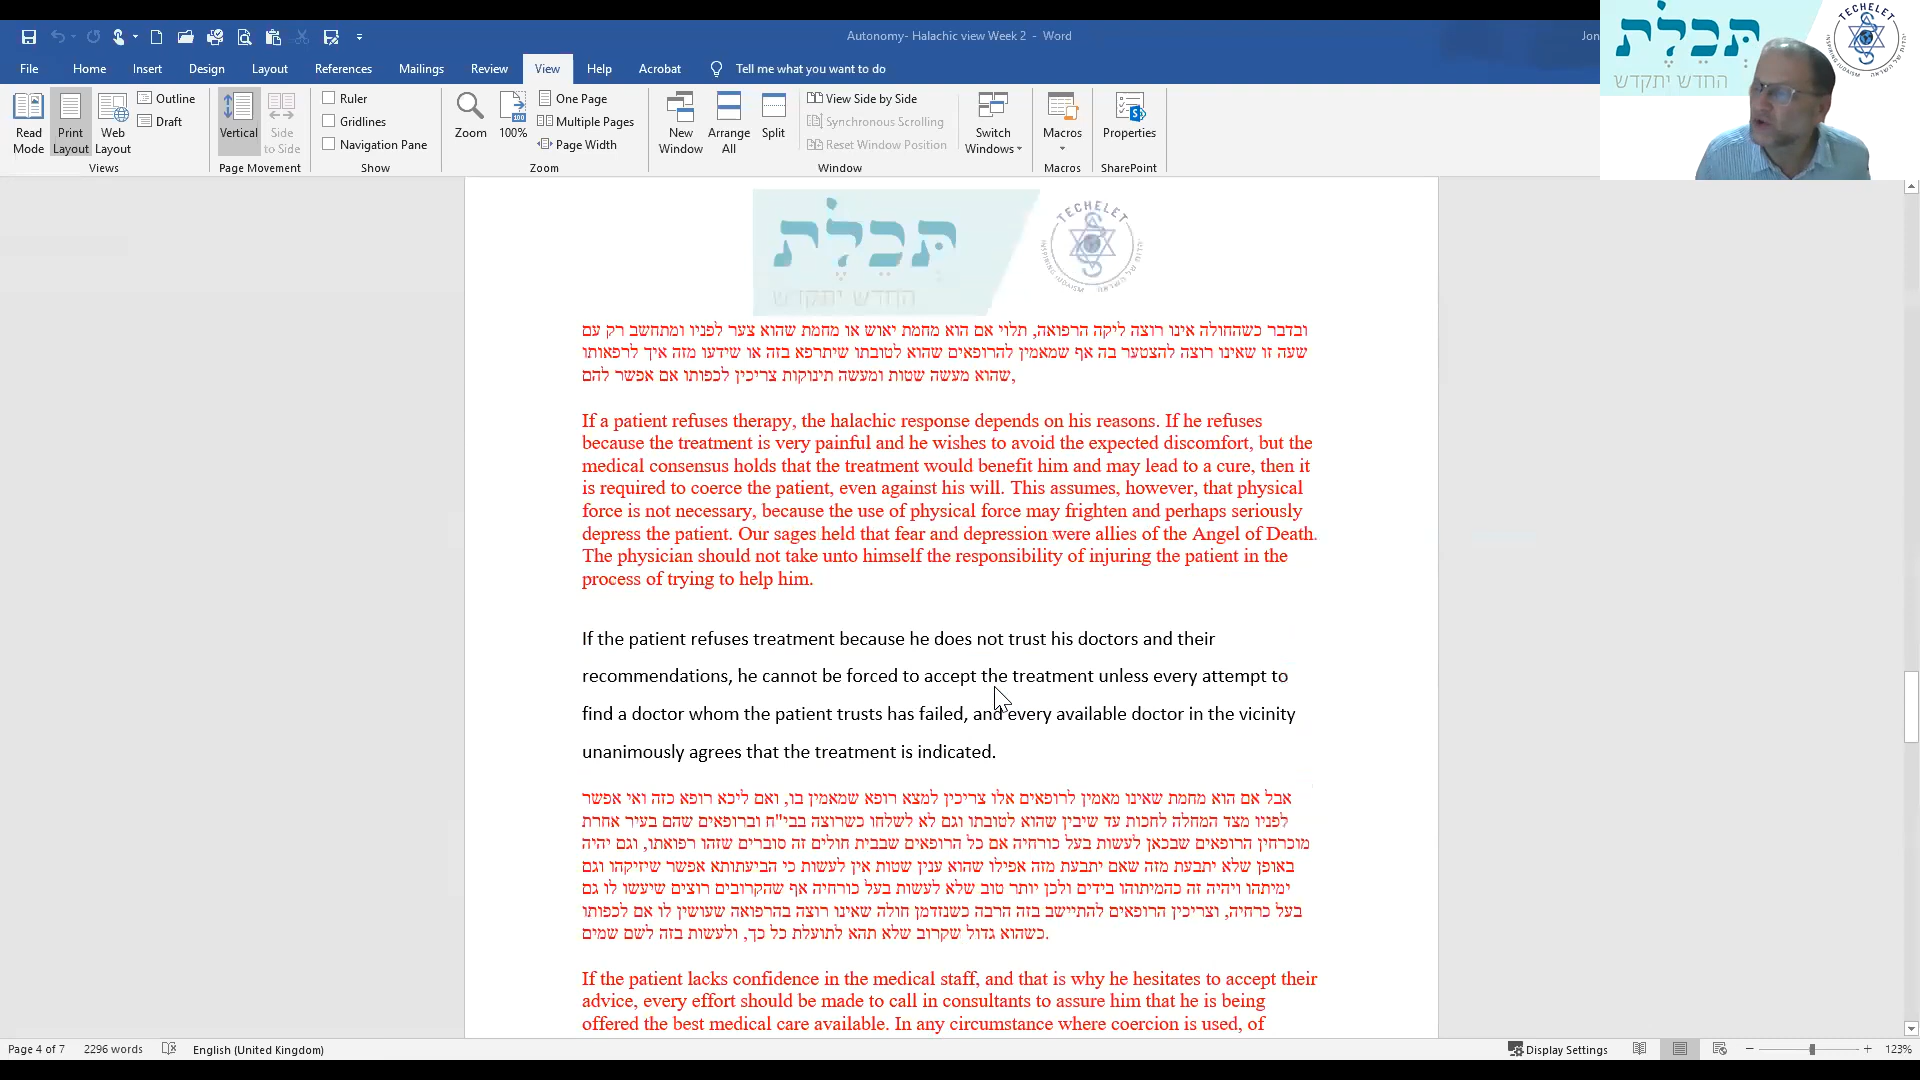 Autonomy- Halachic view Week 2 - Word
Jon
File Home Insert Design Layout References Mailings Review View Help Acrobat Tell me what you want to do
Read Mode
Print Layout
Web Layout
Outline
Draft
Views
Vertical
Side to Side
Page Movement
Ruler
Gridlines
Navigation Pane
Show
Zoom
100
100%
One Page
Multiple Pages
Page Width
Zoom
New Window
Arrange All
Split
View Side by Side
Synchronous Scrolling
Reset Window Position
Switch Windows
Window
Macros
Macros
Properties
SharePoint
תְּכֵלֶת
החדש יתקדש
TECHELET
INSPIRING JUDAISM
יהדות של השראה
תְּכֵלֶת
החדש יתקדש
TECHELET
INSPIRING JUDAISM
יהדות של השראה
ובדבר כשהחולה אינו רוצה ליקה הרפואה, תלוי אם הוא מחמת יאוש או מחמת שהוא צער לפניו ומתחשב רק עם
שעה זו שאינו רוצה להצטער בה אף שמאמין להרופאים שהוא לטובתו שיתרפא בזה או שידעו מזה איך לרפאותו
שהוא מעשה שטות ומעשה תינוקות צריכין לכפותו אם אפשר להם,
If a patient refuses therapy, the halachic response depends on his reasons. If he refuses
because the treatment is very painful and he wishes to avoid the expected discomfort, but the
medical consensus holds that the treatment would benefit him and may lead to a cure, then it
is required to coerce the patient, even against his will. This assumes, however, that physical
force is not necessary, because the use of physical force may frighten and perhaps seriously
depress the patient. Our sages held that fear and depression were allies of the Angel of Death.
The physician should not take unto himself the responsibility of injuring the patient in the
process of trying to help him.
If the patient refuses treatment because he does not trust his doctors and their
recommendations, he cannot be forced to accept the treatment unless every attempt to
find a doctor whom the patient trusts has failed, and every available doctor in the vicinity
unanimously agrees that the treatment is indicated.
אבל אם הוא מחמת שאינו מאמין לרופאים אלו צריכין למצא רופא שמאמין בו, ואם ליכא רופא כזה ואי אפשר
לפניו מצד המחלה לחכות עד שיבין שהוא לטובתו וגם לא לשלחו כשרוצה בבי"ח וברופאים שהם בעיר אחרת
מוכרחין הרופאים שבכאן לעשות בעל כורחיה אם כל הרופאים שבבית חולים זה סוברים שזהו רפואתו, וגם יהיה
באופן שלא יתבעת מזה שאם יתבעת מזה אפילו שהוא ענין שטות אין לעשות כי הביעתותא אפשר שיזיקהו וגם
ימיתהו ויהיה זה כהמיתוהו בידים ולכן יותר טוב שלא לעשות בעל כורחיה אף שהקרובים רוצים שיעשו לו גם
בעל כרחיה, וצריכין הרופאים להתיישב בזה הרבה כשנזדמן חולה שאינו רוצה בהרפואה שעושין לו אם לכפותו
כשהוא גדול שקרוב שלא תהא לתועלת כל כך, ולעשות בזה לשם שמים.
If the patient lacks confidence in the medical staff, and that is why he hesitates to accept their
advice, every effort should be made to call in consultants to assure him that he is being
offered the best medical care available. In any circumstance where coercion is used, of
Page 4 of 7 2296 words English (United Kingdom) Display Settings 123%